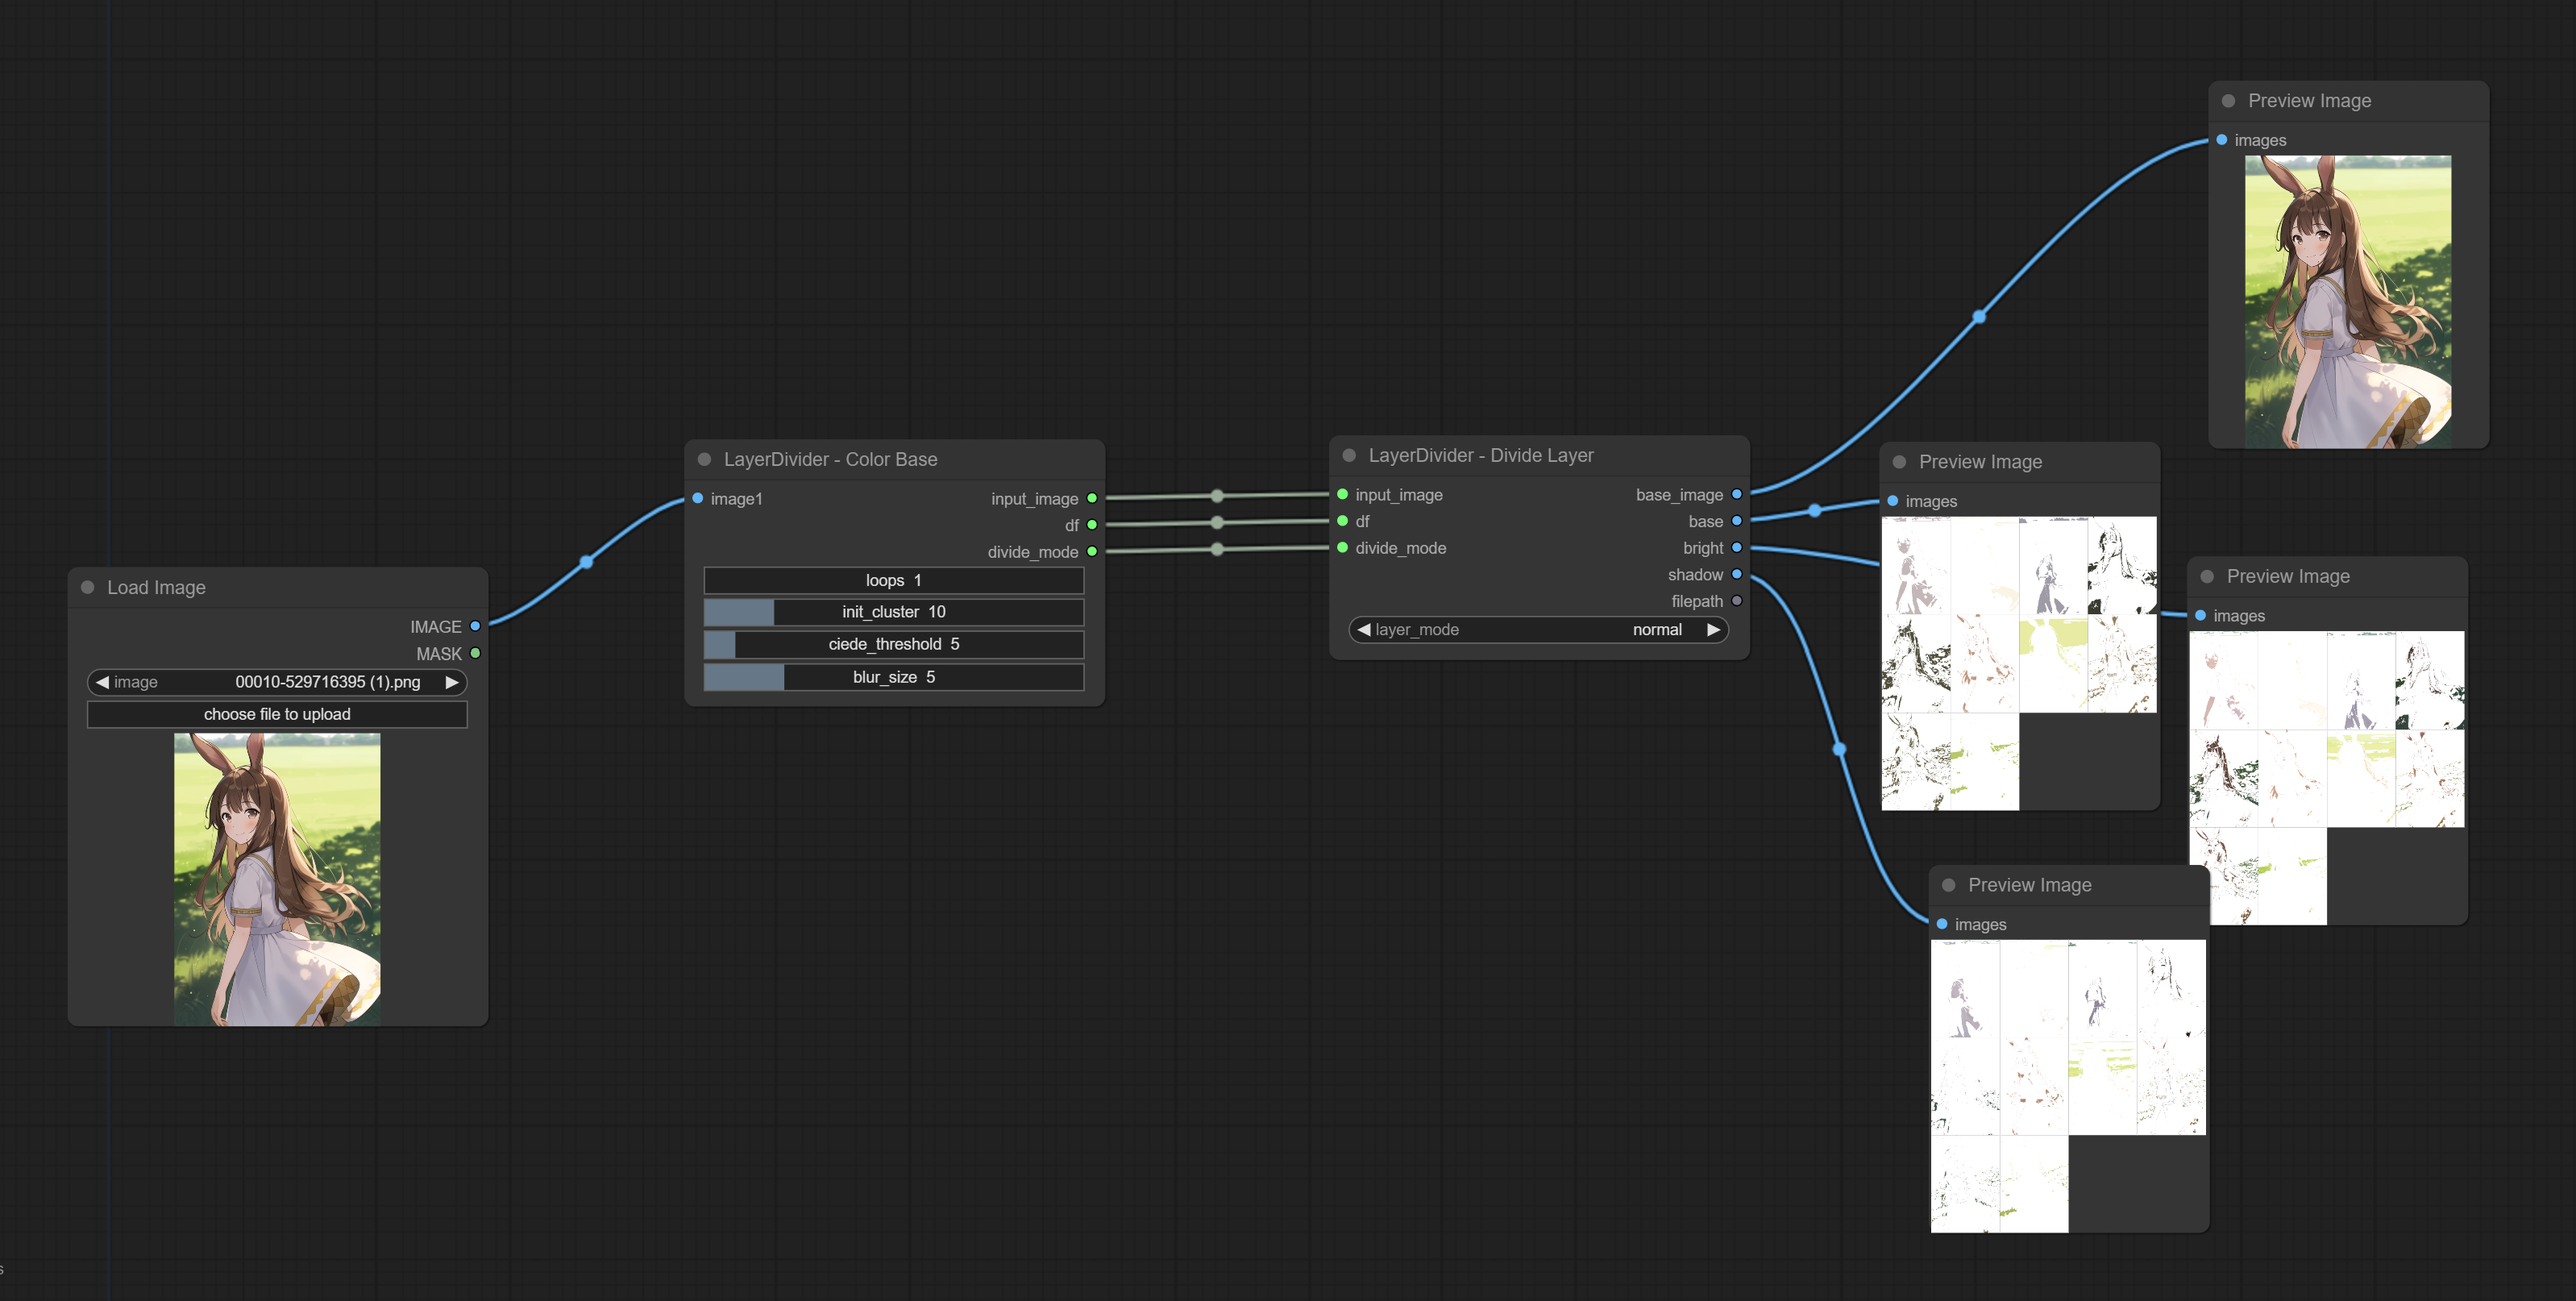 Load Image
IMAGE
MASK
image 00010-529716395 (1).png
choose file to upload
LayerDivider - Color Base
image1 input_image
df
divide_mode
loops 1
init_cluster 10
ciede_threshold 5
blur_size 5
LayerDivider - Divide Layer
input_image base_image
df base
divide_mode bright
shadow
filepath
layer_mode normal
Preview Image
images
Preview Image
images
Preview Image
images
Preview Image
images
s